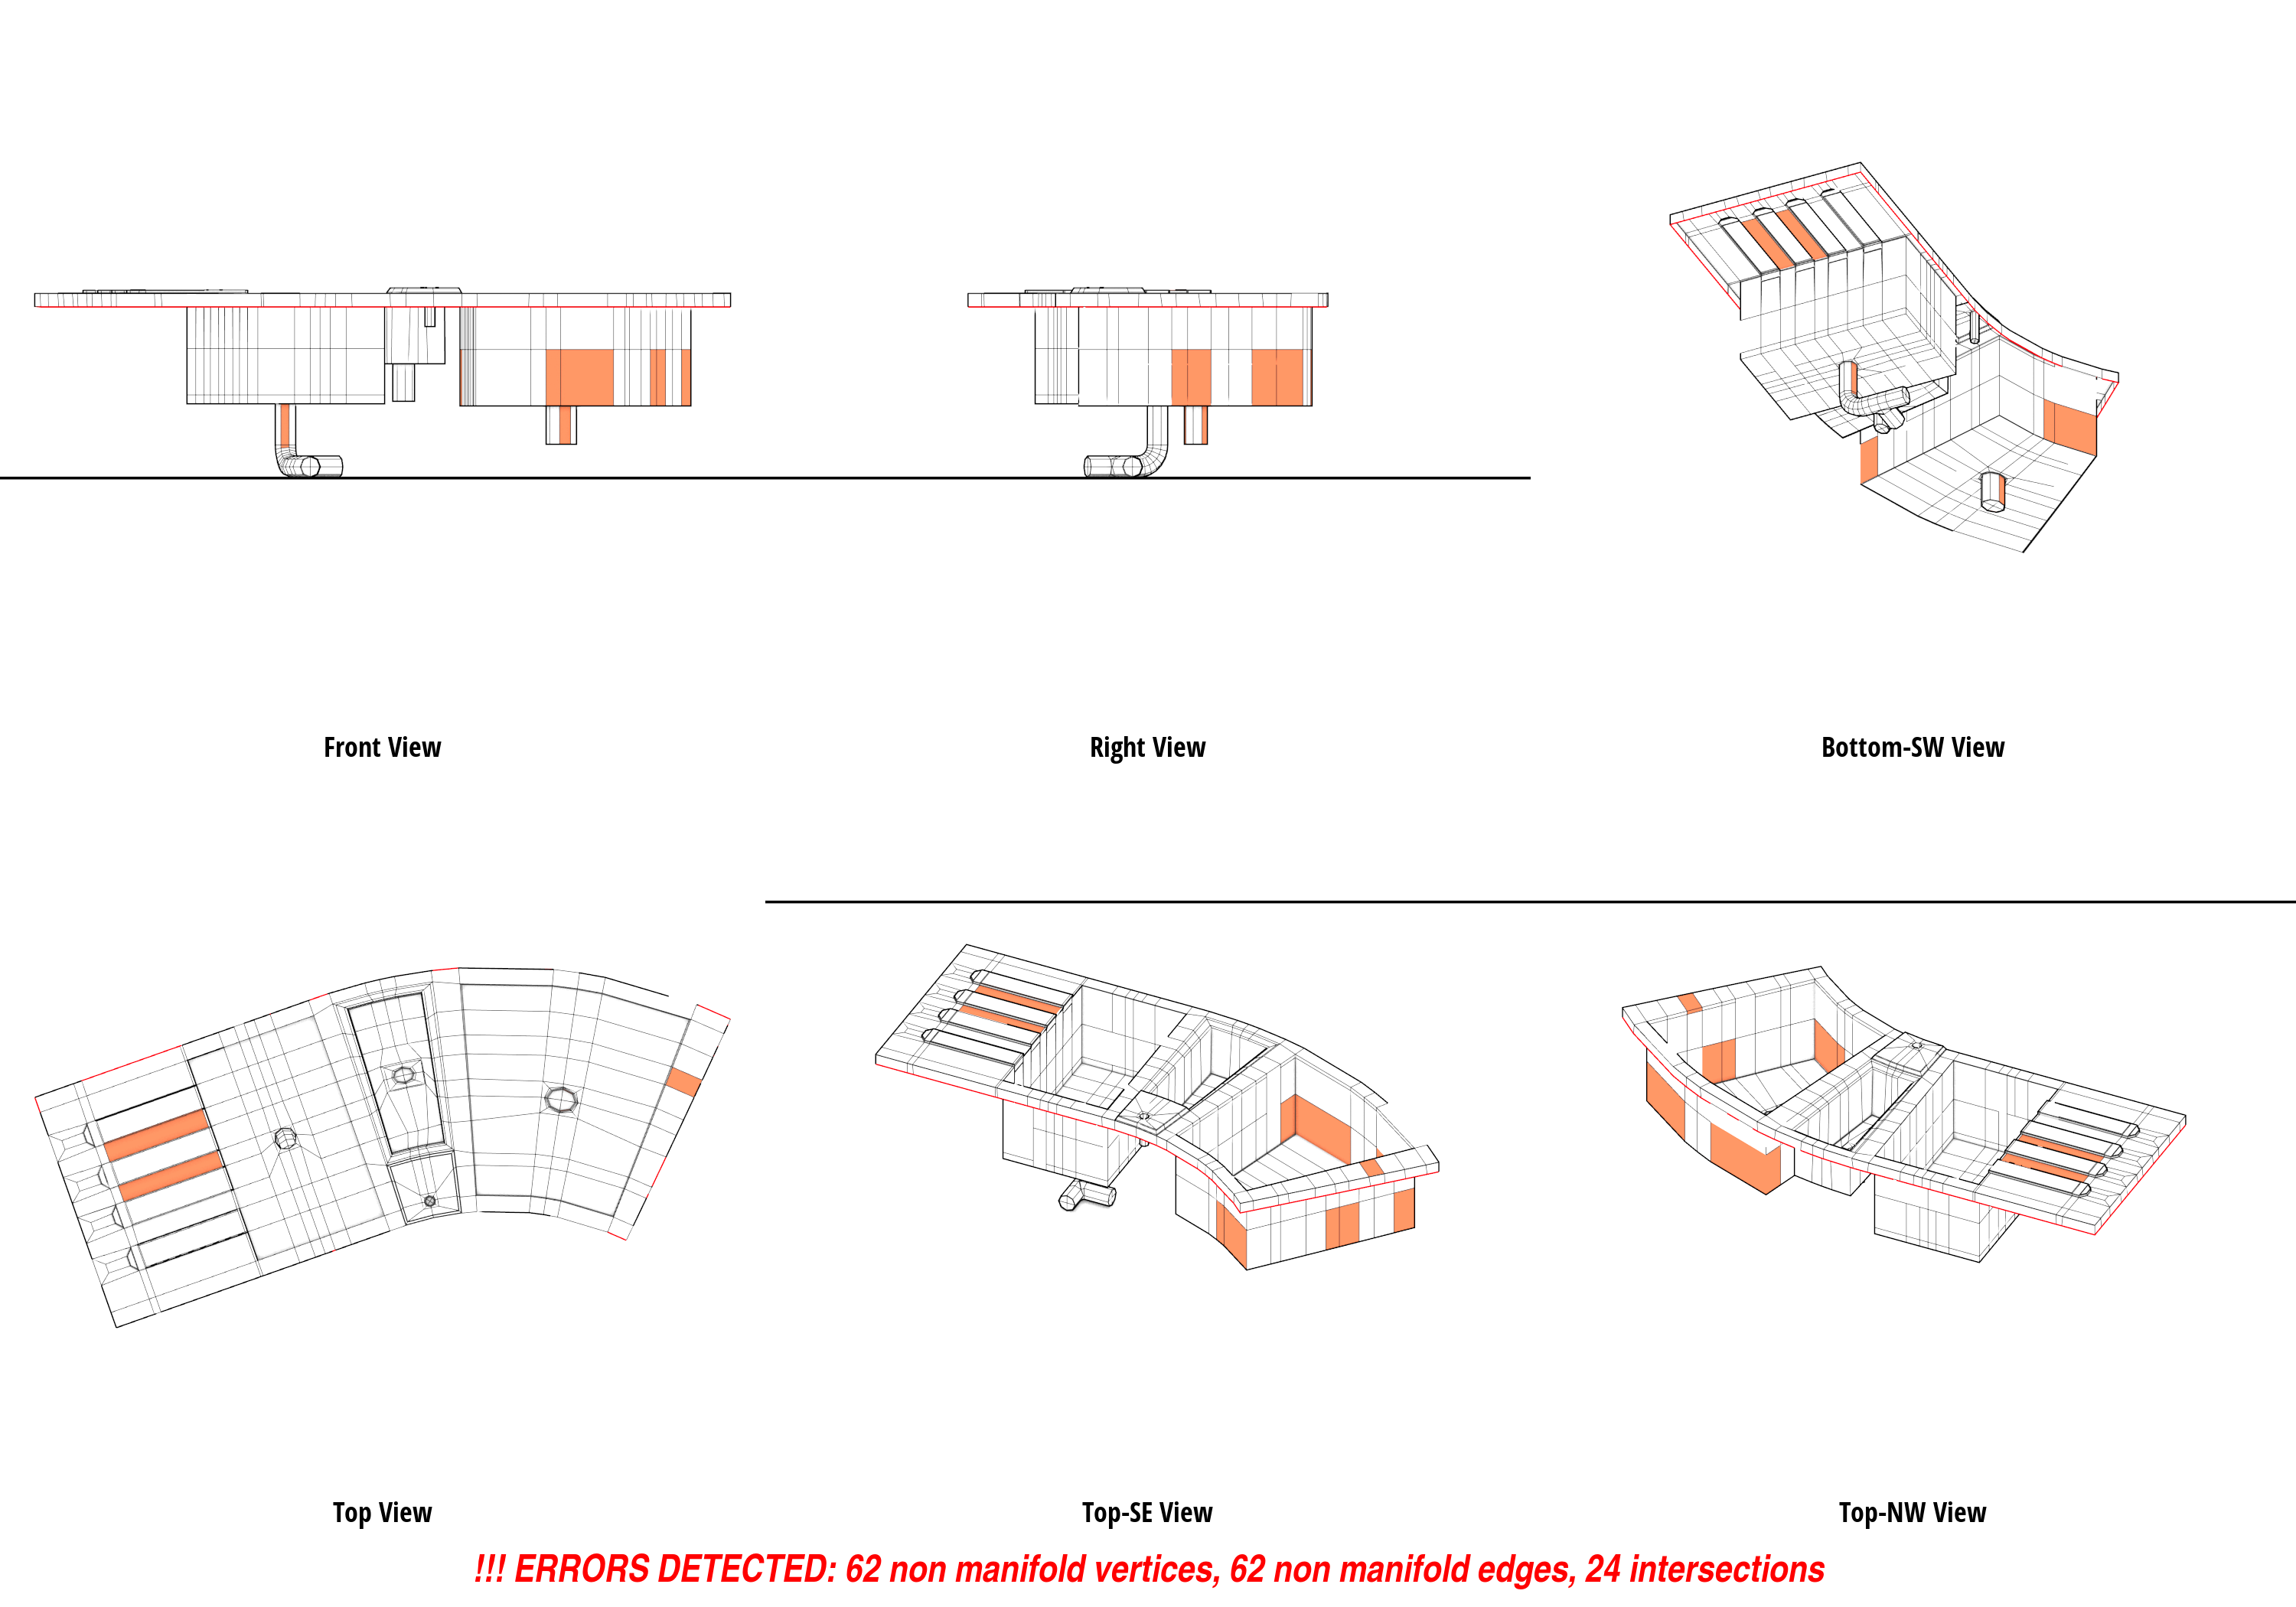 Front View
Right View
Bottom-SW View
Top View
Top-SE View
Top-NW View
!!! ERRORS DETECTED: 62 non manifold vertices, 62 non manifold edges, 24 intersections